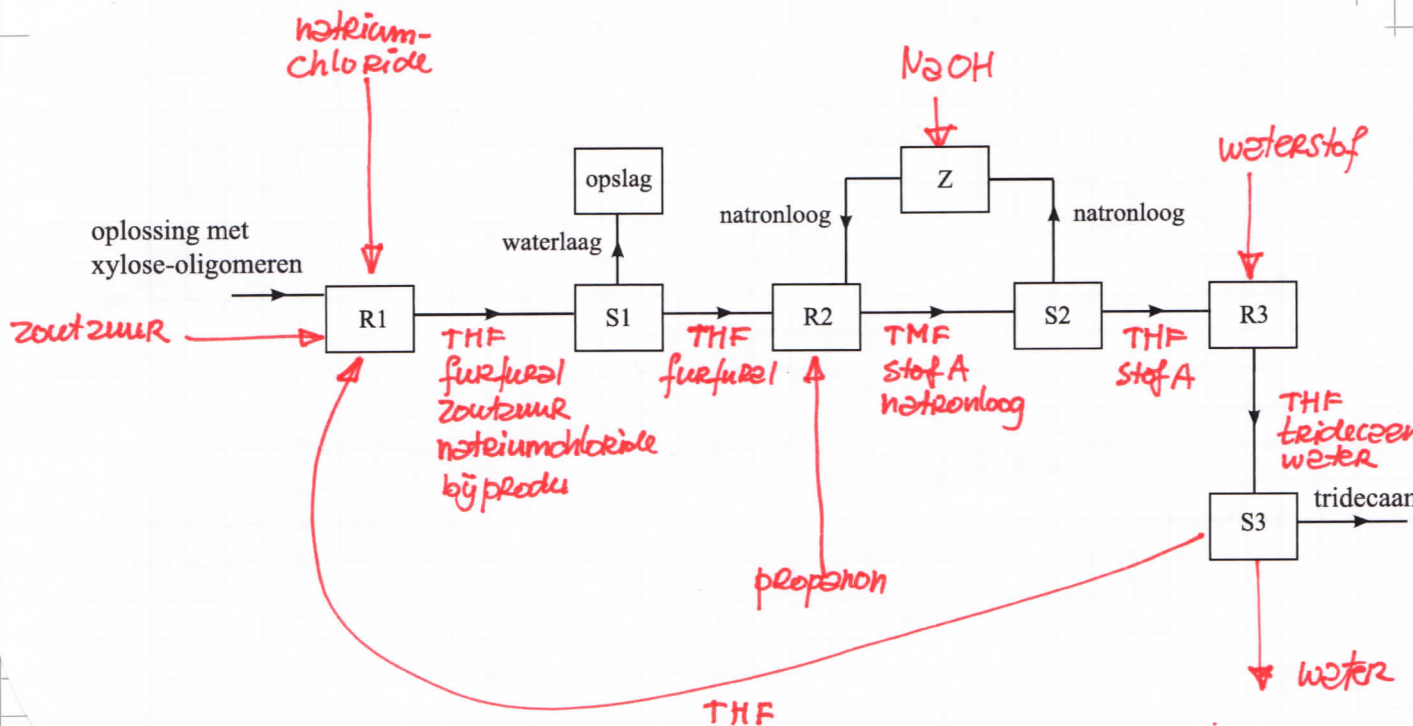 natrium-
chloride
NaOH
waterstof
opslag
Z
natronloog
natronloog
oplossing met
xylose-oligomeren
waterlaag
zoutzuur
R1
S1
R2
S2
R3
THF
furfural
zoutzuur
natriumchloride
bijprodu
THF
furfural
TMF
stof A
natronloog
THF
stof A
THF
tridecaan
water
S3
tridecaan
propanon
water
THF